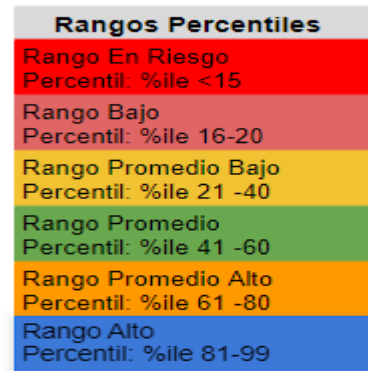 Rangos Percentiles
Rango En Riesgo
Percentil: %ile <15
Rango Bajo
Percentil: %ile 16-20
Rango Promedio Bajo
Percentil: %ile 21 -40
Rango Promedio
Percentil: %ile 41 -60
Rango Promedio Alto
Percentil: %ile 61 -80
Rango Alto
Percentil: %ile 81-99